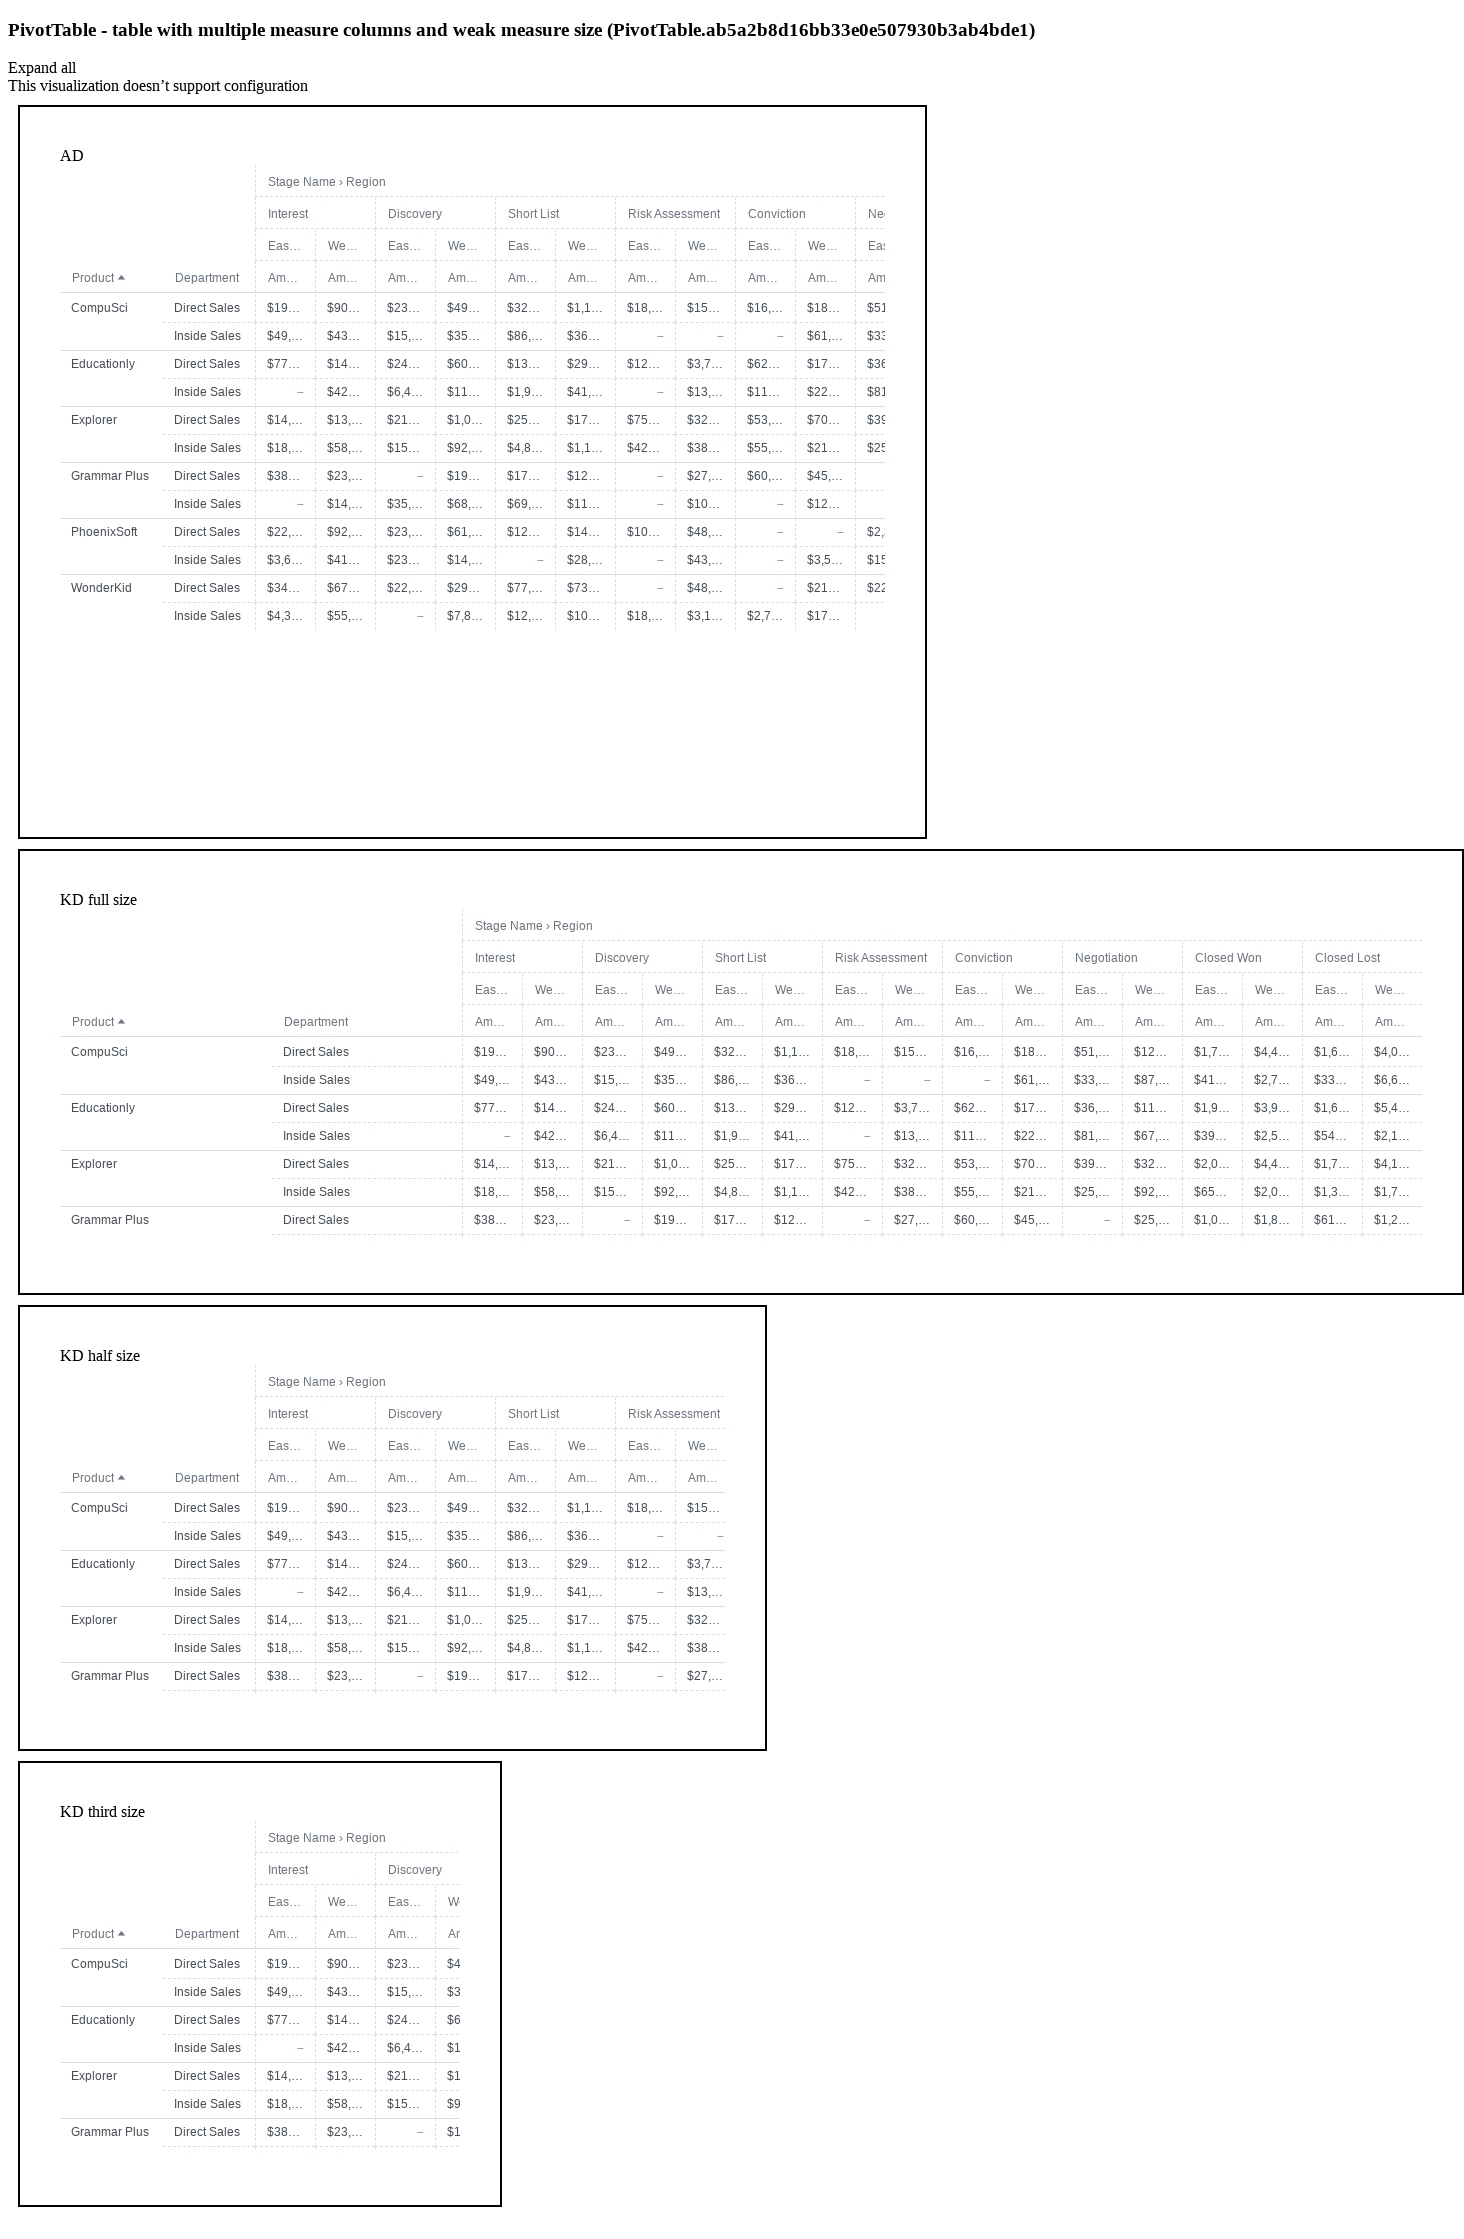 PivotTable - table with multiple measure columns and weak measure size (PivotTable.ab5a2b8d16bb33e0e507930b3ab4bde1)
Expand all
This visualization doesn’t support configuration
AD
Stage Name › Region
Interest Discovery Short List Risk Assessment Conviction
Eas… We… Eas… We… Eas… We… Eas… We… Eas… We… Eas
Product Department Am… Am… Am… Am… Am… Am… Am… Am… Am… Am… Am
CompuSci Direct Sales $19… $90… $23… $49… $32… $1,1… $18,… $15… $16,… $18… $51
Inside Sales $49,… $43… $15,… $35… $86,… $36… – – – $61,… $33
Educationly Direct Sales $77… $14… $24… $60… $13… $29… $12… $3,7… $62… $17… $36
Inside Sales – $42… $6,4… $11… $1,9… $41,… – $13,… $11… $22… $81
Explorer Direct Sales $14,… $13,… $21… $1,0… $25… $17… $75… $32… $53,… $70… $39
Inside Sales $18,… $58,… $15… $92,… $4,8… $1,1… $42… $38… $55,… $21… $25
Grammar Plus Direct Sales $38… $23,… – $19… $17… $12… – $27,… $60,… $45,…
Inside Sales – $14,… $35,… $68,… $69,… $11… – $10… – $12…
PhoenixSoft Direct Sales $22,… $92,… $23,… $61,… $12… $14… $10… $48,… – – $2,
Inside Sales $3,6… $41… $23… $14,… – $28,… – $43,… – $3,5… $15
WonderKid Direct Sales $34… $67… $22,… $29… $77,… $73… – $48,… – $21… $22
Inside Sales $4,3… $55,… – $7,8… $12,… $10… $18,… $3,1… $2,7… $17…
KD full size
Stage Name › Region
Interest Discovery Short List Risk Assessment Conviction Negotiation Closed Won Closed Lost
Eas… We… Eas… We… Eas… We… Eas… We… Eas… We… Eas… We… Eas… We… Eas… We…
Product Department Am… Am… Am… Am… Am… Am… Am… Am… Am… Am… Am… Am… Am… Am… Am… Am…
CompuSci Direct Sales $19… $90… $23… $49… $32… $1,1… $18,… $15… $16,… $18… $51,… $12… $1,7… $4,4… $1,6… $4,0…
Inside Sales $49,… $43… $15,… $35… $86,… $36… – – – $61,… $33,… $87,… $41… $2,7… $33… $6,6…
Educationly Direct Sales $77… $14… $24… $60… $13… $29… $12… $3,7… $62… $17… $36,… $11… $1,9… $3,9… $1,6… $5,4…
Inside Sales – $42… $6,4… $11… $1,9… $41,… – $13,… $11… $22… $81,… $67,… $39… $2,5… $54… $2,1…
Explorer Direct Sales $14,… $13,… $21… $1,0… $25… $17… $75… $32… $53,… $70… $39… $32… $2,0… $4,4… $1,7… $4,1…
Inside Sales $18,… $58,… $15… $92,… $4,8… $1,1… $42… $38… $55,… $21… $25,… $92,… $65… $2,0… $1,3… $1,7…
Grammar Plus Direct Sales $38… $23,… – $19… $17… $12… – $27,… $60,… $45,… – $25,… $1,0… $1,8… $61… $1,2…
KD half size
Stage Name › Region
Interest Discovery Short List Risk Assessment
Eas… We… Eas… We… Eas… We… Eas… We…
Product Department Am… Am… Am… Am… Am… Am… Am… Am…
CompuSci Direct Sales $19… $90… $23… $49… $32… $1,1… $18,… $15…
Inside Sales $49,… $43… $15,… $35… $86,… $36… – –
Educationly Direct Sales $77… $14… $24… $60… $13… $29… $12… $3,7…
Inside Sales – $42… $6,4… $11… $1,9… $41,… – $13,…
Explorer Direct Sales $14,… $13,… $21… $1,0… $25… $17… $75… $32…
Inside Sales $18,… $58,… $15… $92,… $4,8… $1,1… $42… $38…
Grammar Plus Direct Sales $38… $23,… – $19… $17… $12… – $27,…
KD third size
Stage Name › Region
Interest Discovery
Eas… We… Eas… We
Product Department Am… Am… Am…
CompuSci Direct Sales $19… $90… $23… $4
Inside Sales $49,… $43… $15,… $3
Educationly Direct Sales $77… $14… $24… $6
Inside Sales – $42… $6,4… $1
Explorer Direct Sales $14,… $13,… $21… $1
Inside Sales $18,… $58,… $15… $9
Grammar Plus Direct Sales $38… $23,… – $1